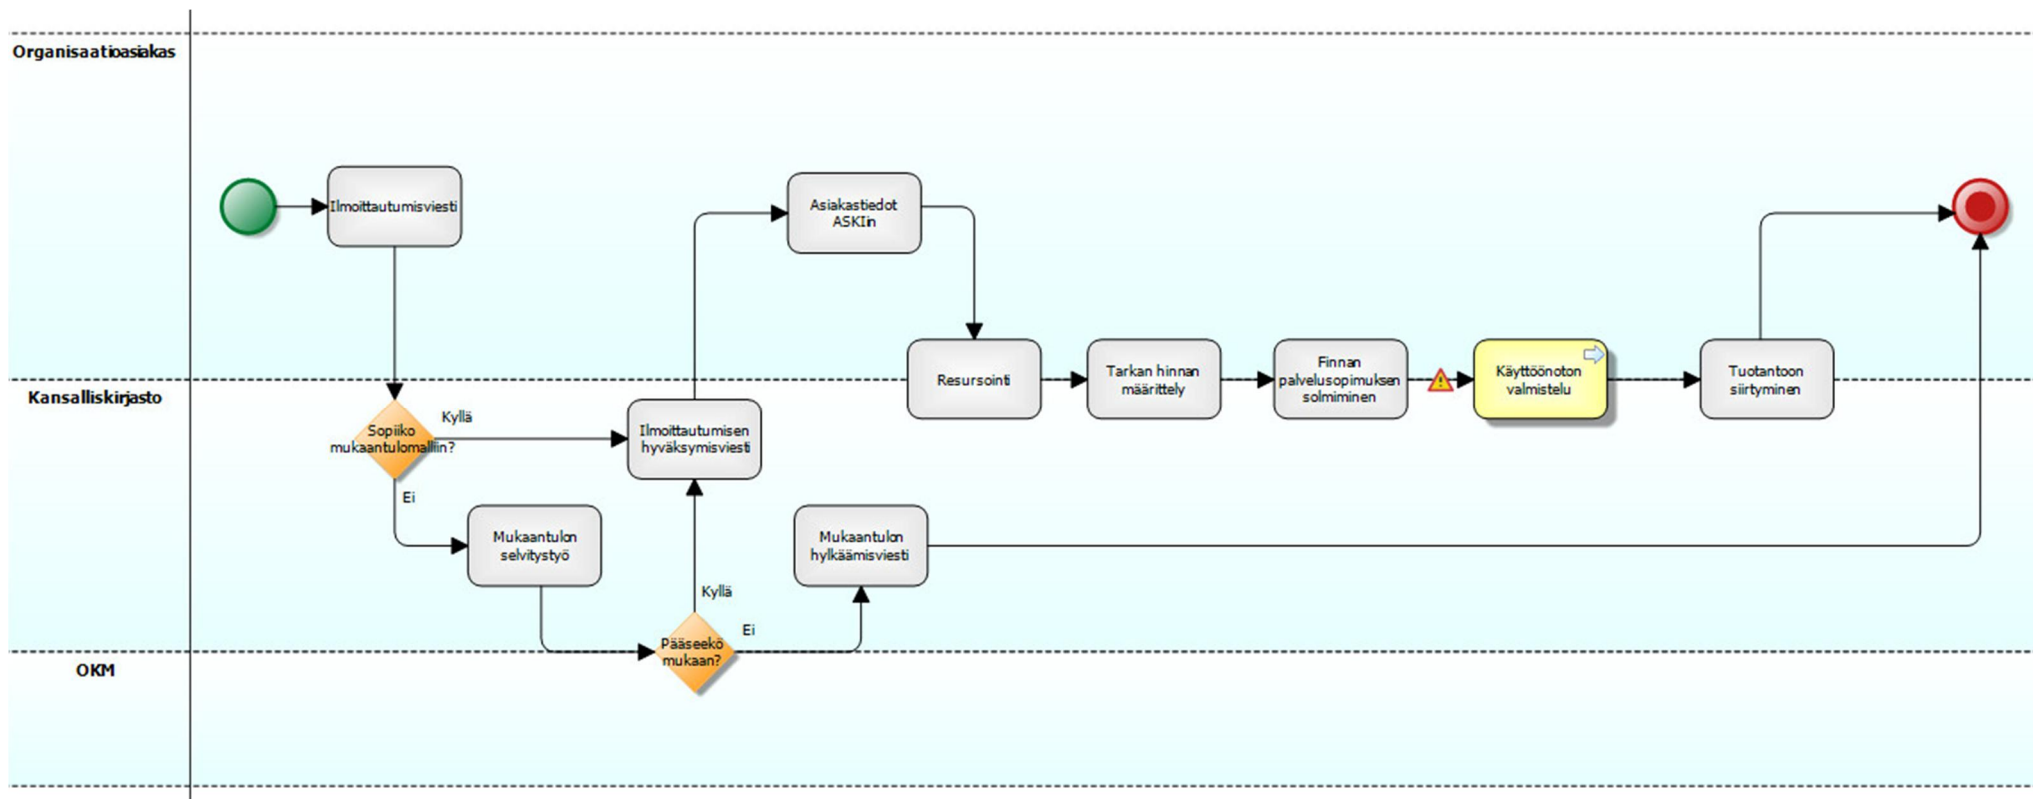 Organisaatioasiakas
Ilmoittautumisviesti
Asiakastiedot
ASKIin
Resursointi
Tarkan hinnan
määrittely
Finnan
palvelusopimuksen
solmiminen
Käyttöönoton
valmistelu
Tuotantoon
siirtyminen
Kansalliskirjasto
Sopiiko
mukaantulomalliin?
Kyllä
Ei
Ilmoittautumisen
hyväksymisviesti
Mukaantulon
selvitystyö
Mukaantulon
hylkäämisviesti
Kyllä
Ei
Pääseekö
mukaan?
OKM